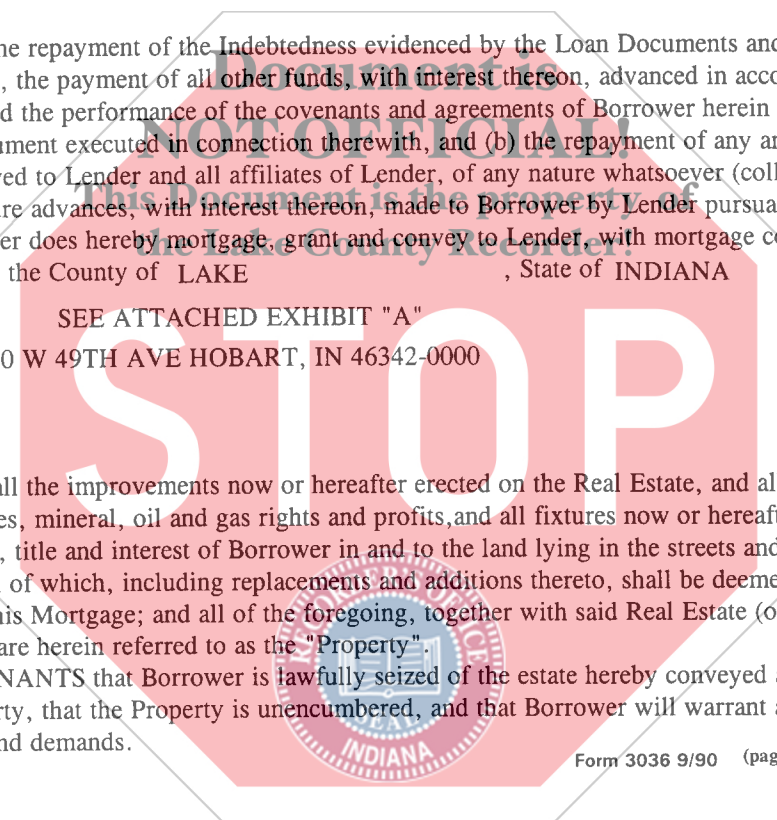 he repayment of the Indebtedness evidenced by the Loan Documents and
, the payment of all other funds, with interest thereon, advanced in acco
d the performance of the covenants and agreements of Borrower herein
ument executed in connection therewith, and (b) the repayment of any a
ed to Lender and all affiliates of Lender, of any nature whatsoever (coll
re advances, with interest thereon, made to Borrower by Lender pursua
er does hereby mortgage, grant and convey to Lender, with mortgage co
the County of LAKE , State of INDIANA
SEE ATTACHED EXHIBIT "A"
0 W 49TH AVE HOBART, IN 46342-0000
all the improvements now or hereafter erected on the Real Estate, and al
es, mineral, oil and gas rights and profits,and all fixtures now or hereaft
, title and interest of Borrower in and to the land lying in the streets and
of which, including replacements and additions thereto, shall be deeme
his Mortgage; and all of the foregoing, together with said Real Estate (o
are herein referred to as the "Property".
NANTS that Borrower is lawfully seized of the estate hereby conveyed a
rty, that the Property is unencumbered, and that Borrower will warrant a
nd demands.
Form 3036 9/90 (pag
Document is
NOT OFFICIAL!
This Document is the property of
the Lake County Recorder!
STOP
RECORDER'S OFFICE
SEAL
INDIANA